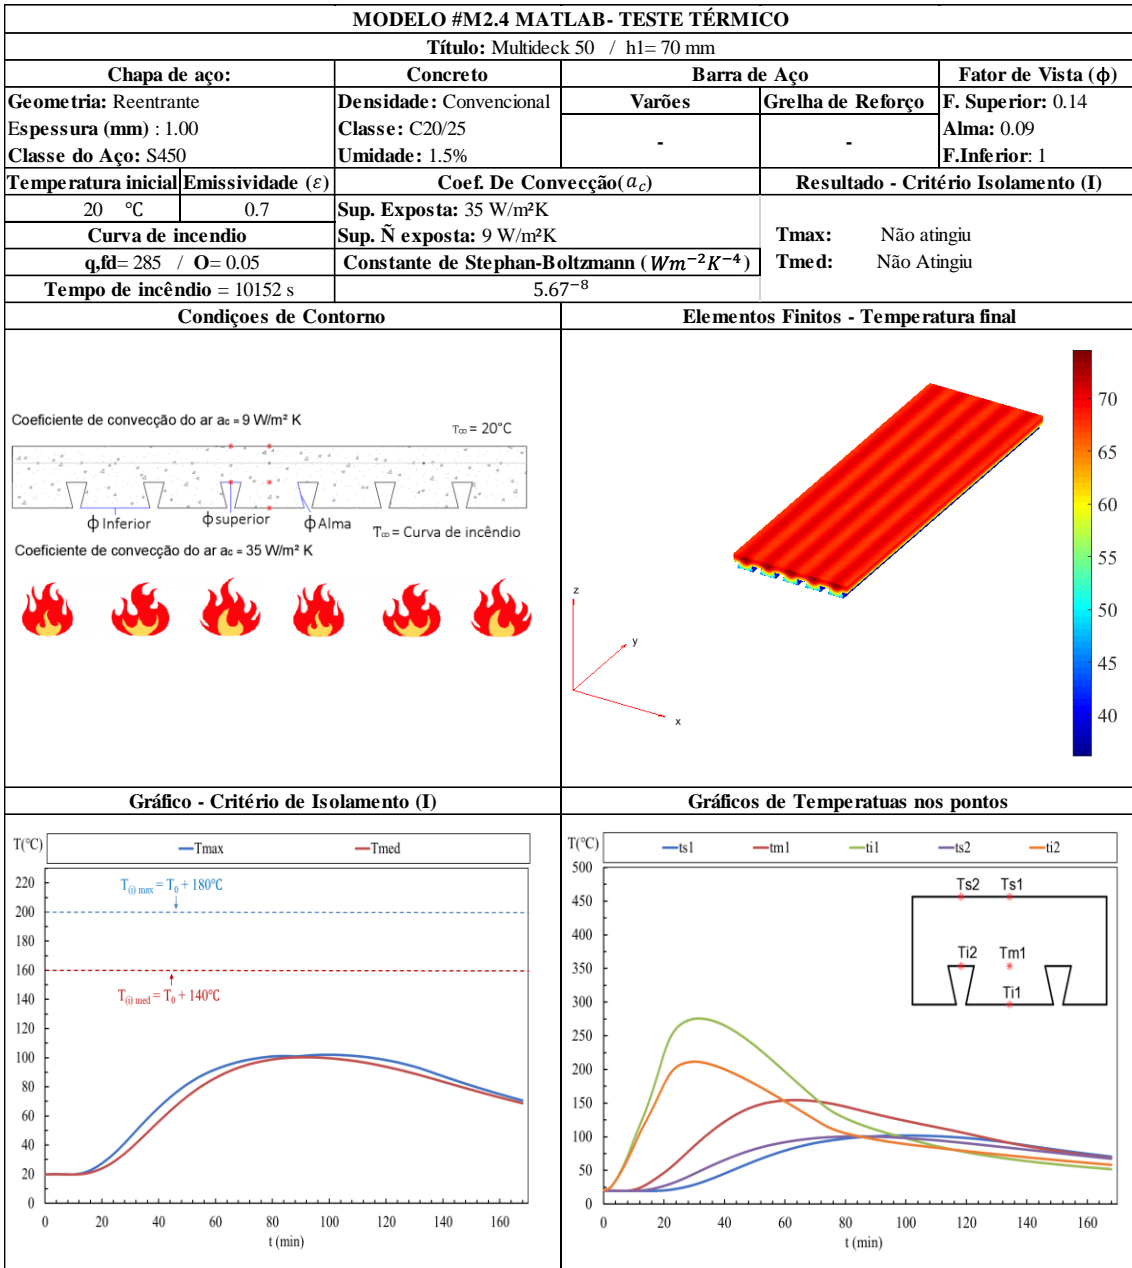 MODELO #M2.4 MATLAB- TESTE TÉRMICO
Título: Multideck 50 / h1= 70 mm
Chapa de aço:
Concreto
Barra de Aço
Fator de Vista (ϕ)
Geometria: Reentrante
Densidade: Convencional
Varões
Grelha de Reforço
F. Superior: 0.14
Espessura (mm) : 1.00
Classe: C20/25
-
-
Alma: 0.09
Classe do Aço: S450
Umidade: 1.5%
F.Inferior: 1
Temperatura inicial
Emissividade (ε)
Coef. De Convecção(a_c)
Resultado - Critério Isolamento (I)
20 °C
0.7
Sup. Exposta: 35 W/m²K
Curva de incendio
Sup. Ñ exposta: 9 W/m²K
Tmax: Não atingiu
q,fd= 285 / O= 0.05
Constante de Stephan-Boltzmann (Wm⁻²K⁻⁴)
Tmed: Não Atingiu
Tempo de incêndio = 10152 s
5.67⁻⁸
Condiçoes de Contorno
Elementos Finitos - Temperatura final
Coeficiente de convecção do ar ac = 9 W/m² K
T∞ = 20°C
ϕ Inferior
ϕ superior
ϕ Alma
T∞ = Curva de incêndio
Coeficiente de convecção do ar ac = 35 W/m² K
z
y
x
70
65
60
55
50
45
40
Gráfico - Critério de Isolamento (I)
Gráficos de Temperatuas nos pontos
T(°C)
Tmax
Tmed
220
200
180
160
140
120
100
80
60
40
20
0
T(i) max = T0 + 180°C
T(i) med = T0 + 140°C
0 20 40 60 80 100 120 140 160
t (min)
T(°C)
ts1
tm1
ti1
ts2
ti2
500
450
400
350
300
250
200
150
100
50
0
Ts2 Ts1
Ti2 Tm1
Ti1
0 20 40 60 80 100 120 140 160
t (min)